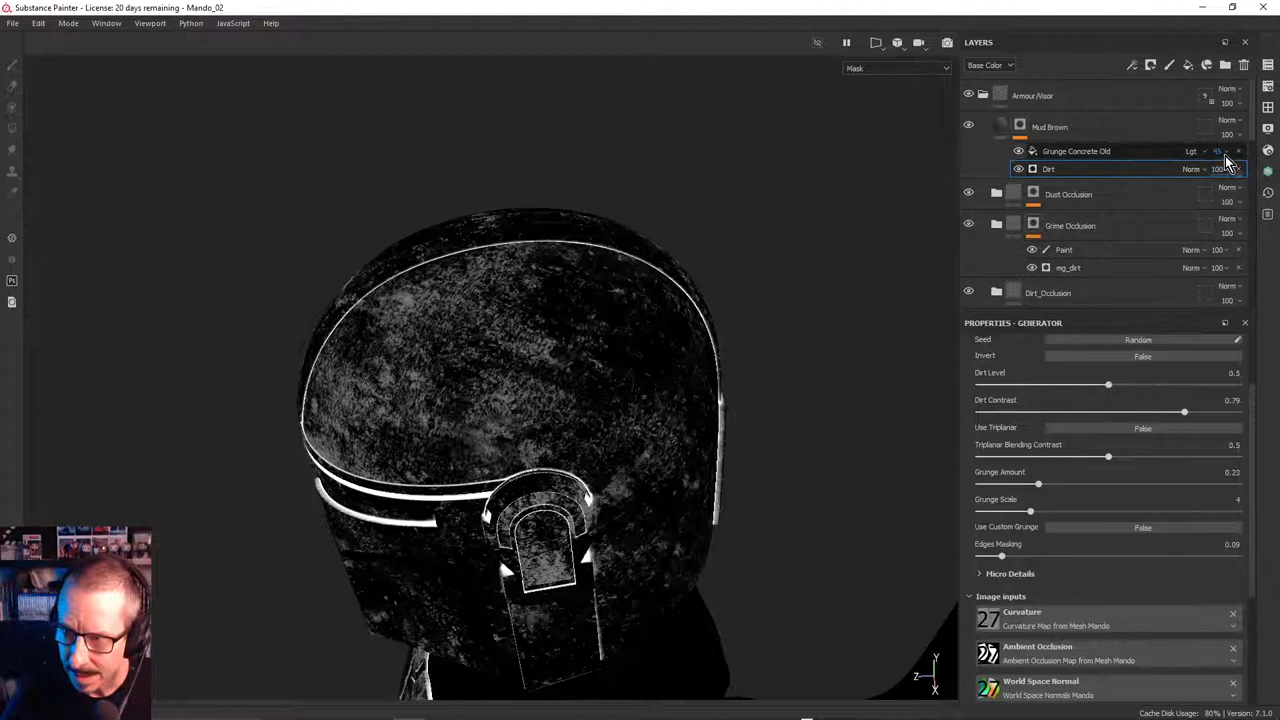 Substance Painter - License: 20 days remaining - Mando_02
File Edit Mode Window Viewport Python JavaScript Help
Mask
LAYERS
Base Color
Armour/Visor
Norm
100
Mud Brown
Norm
100
Grunge Concrete Old Lgt 45
Dirt Norm 100
Dust Occlusion
Norm
100
Grime Occlusion
Norm
100
Paint Norm 100
mg_dirt Norm 100
Dirt_Occlusion
Norm
100
PROPERTIES - GENERATOR
Seed Random
Invert False
Dirt Level 0.5
Dirt Contrast 0.79
Use Triplanar False
Triplanar Blending Contrast 0.5
Grunge Amount 0.23
Grunge Scale 4
Use Custom Grunge False
Edges Masking 0.09
Micro Details
Image inputs
Curvature
Curvature Map from Mesh Mando
Ambient Occlusion
Ambient Occlusion Map from Mesh Mando
World Space Normal
World Space Normals Mando
Y
Z
X
Ps
Cache Disk Usage: 80% | Version: 7.1.0